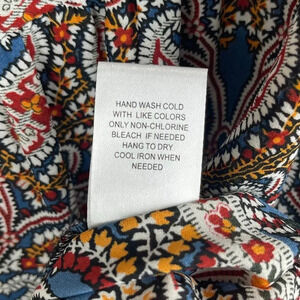 HAND WASH COLD
WITH LIKE COLORS
ONLY NON-CHLORINE
BLEACH IF NEEDED
HANG TO DRY
COOL IRON WHEN
NEEDED